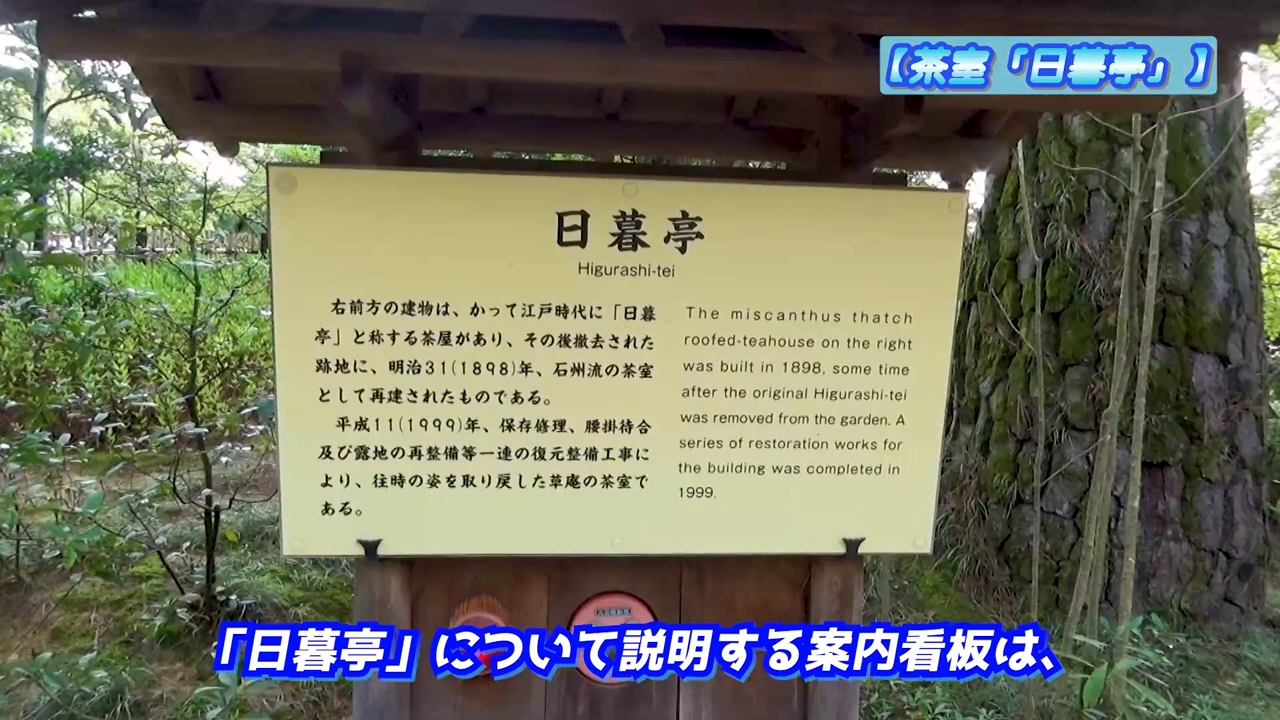 【茶室「日暮亭」】
日暮亭
Higurashi-tei
右前方の建物は、かって江戸時代に「日暮
亭」と称する茶屋があり、その後撤去された
跡地に、明治31(1898)年、石州流の茶室
として再建されたものである。
平成11(1999)年、保存修理、腰掛待合
及び露地の再整備等一連の復元整備工事に
より、往時の姿を取り戻した草庵の茶室で
ある。
The miscanthus thatch
roofed-teahouse on the right
was built in 1898, some time
after the original Higurashi-tei
was removed from the garden. A
series of restoration works for
the building was completed in
1999.
「日暮亭」について説明する案内看板は、